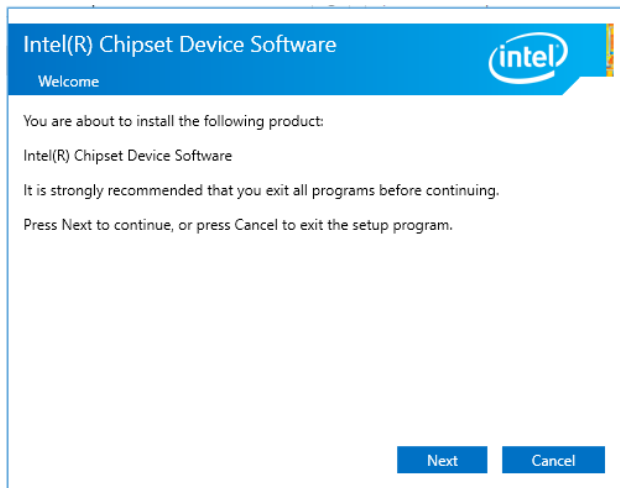 Intel(R) Chipset Device Software
intel
Welcome
You are about to install the following product:
Intel(R) Chipset Device Software
It is strongly recommended that you exit all programs before continuing.
Press Next to continue, or press Cancel to exit the setup program.
Next
Cancel